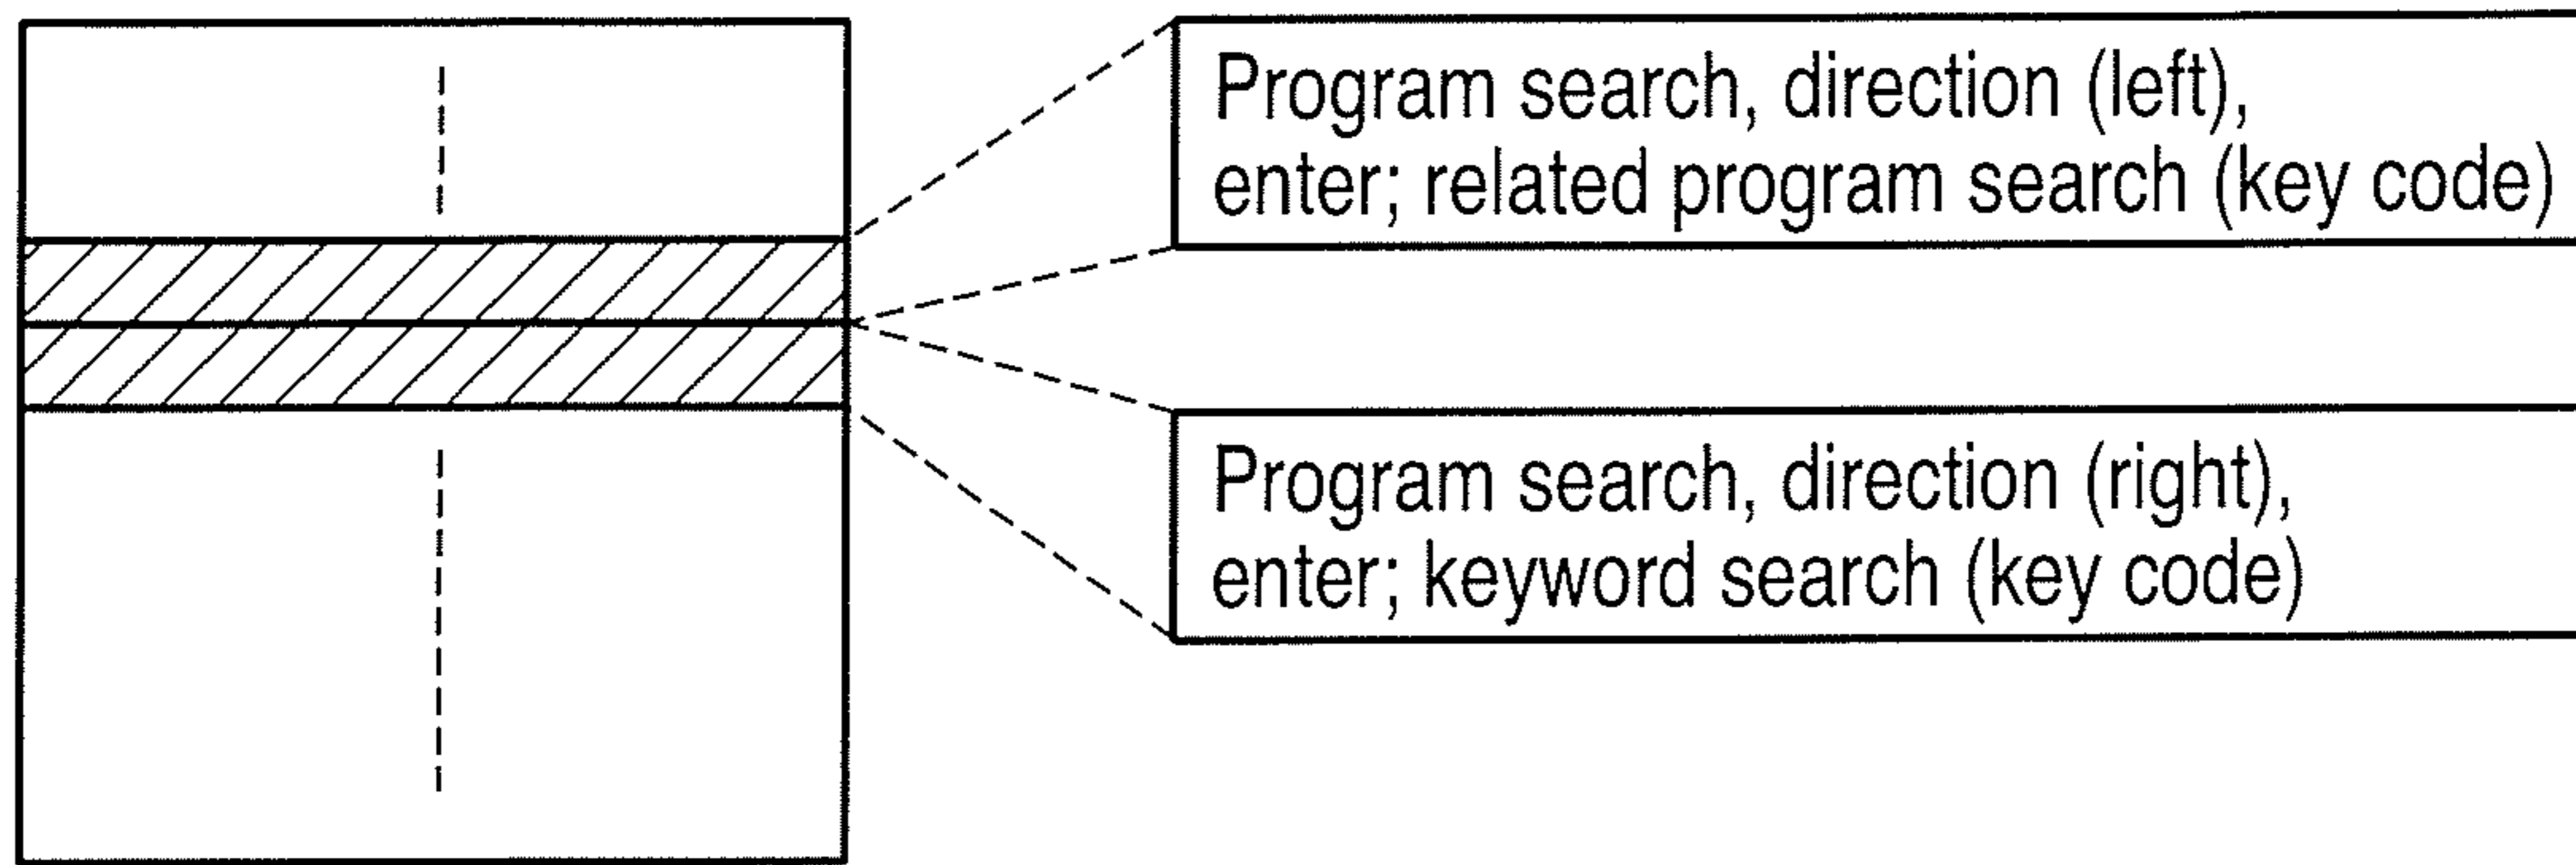 Program search, direction (left),
enter; related program search (key code)
Program search, direction (right),
enter; keyword search (key code)